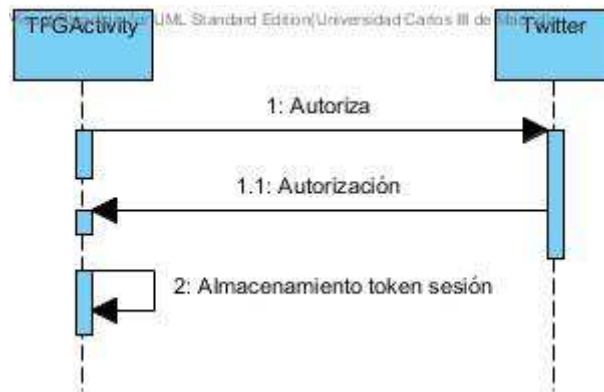 UML Standard Edition(Universidad Carlos III de
TFGActivity
Twitter
1: Autoriza
1.1: Autorización
2: Almacenamiento token sesión